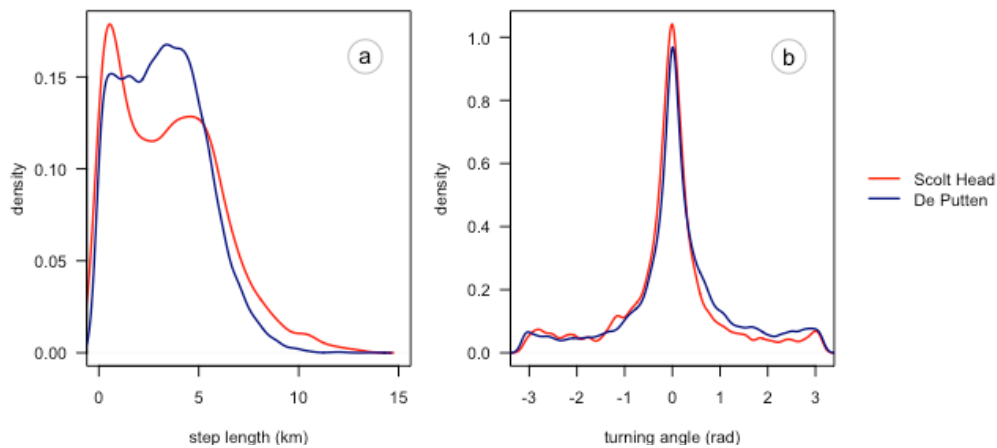 a
0.15
0.10
0.05
0.00
density
0 5 10 15
step length (km)
b
1.0
0.8
0.6
0.4
0.2
0.0
density
-3 -2 -1 0 1 2 3
turning angle (rad)
Scolt Head
De Putten